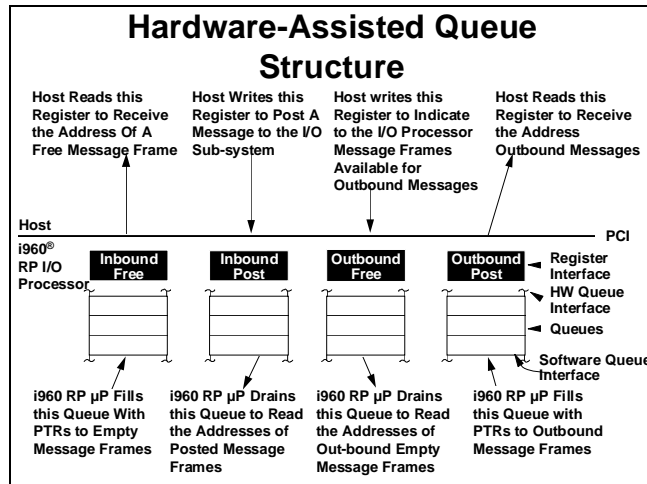 Hardware-Assisted Queue
Structure
Host Reads this
Register to Receive
the Address Of A
Free Message Frame
Host Writes this
Register to Post A
Message to the I/O
Sub-system
Host writes this
Register to Indicate
to the I/O Processor
Message Frames
Available for
Outbound Messages
Host Reads this
Register to Receive
the Address
Outbound Messages
Host
PCI
i960®
RP I/O
Processor
Inbound
Free
Inbound
Post
Outbound
Free
Outbound
Post
Register
Interface
HW Queue
Interface
Queues
Software Queue
Interface
i960 RP µP Fills
this Queue With
PTRs to Empty
Message Frames
i960 RP µP Drains
this Queue to Read
the Addresses of
Posted Message
Frames
i960 RP µP Drains
this Queue to Read
the Addresses of
Out-bound Empty
Message Frames
i960 RP µP Fills
this Queue with
PTRs to Outbound
Message Frames